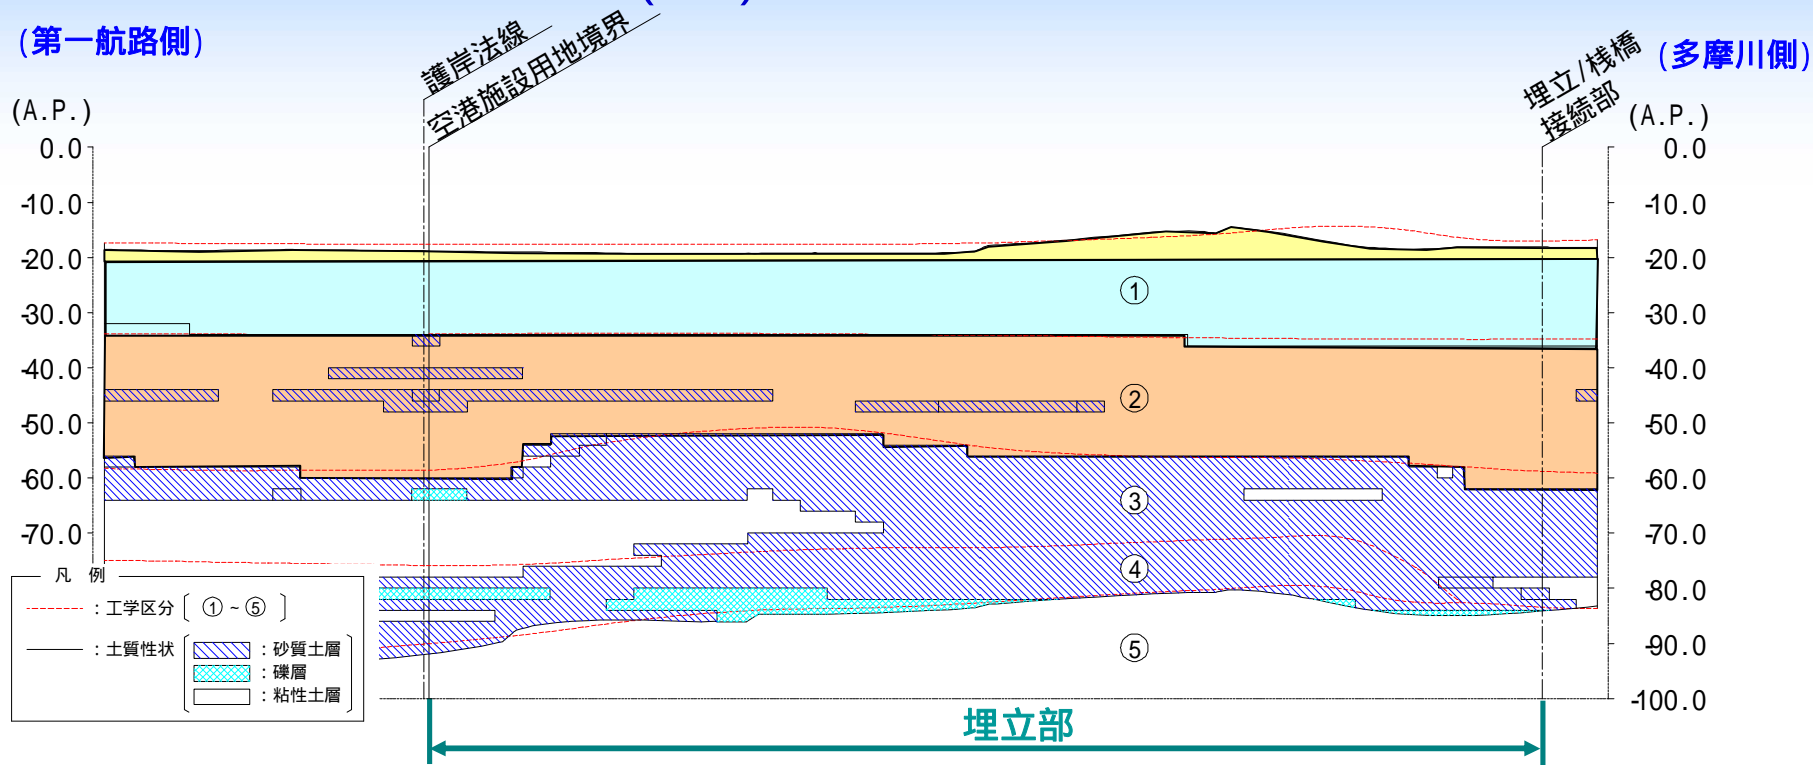 (第一航路側)
護岸法線
空港施設用地境界
埋立/桟橋
接続部
(多摩川側)
(A.P.)
(A.P.)
0.0
-10.0
-20.0
-30.0
-40.0
-50.0
-60.0
-70.0
0.0
-10.0
-20.0
-30.0
-40.0
-50.0
-60.0
-70.0
-80.0
-90.0
-100.0
①
②
③
④
⑤
凡 例
:工学区分〔 ①~⑤ 〕
:土質性状
:砂質土層
:礫層
:粘性土層
埋立部